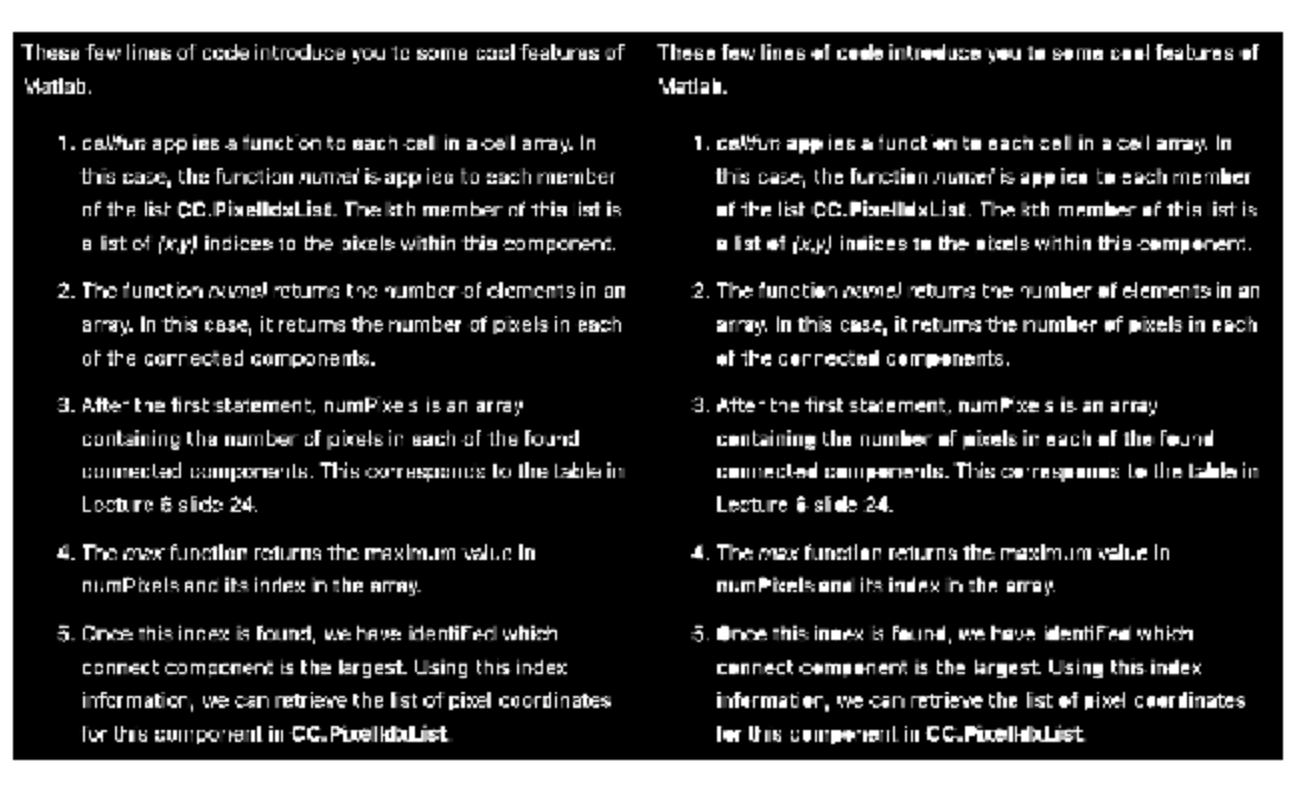 These few lines of code introduce you to some cool features of
Matlab.
1. cellfun applies a function to each cell in a cell array. In
this case, the function numel is applied to each member
of the list CC.PixelIdxList. The kth member of this list is
a list of (x,y) indices to the pixels within this component.
2. The function numel returns the number of elements in an
array. In this case, it returns the number of pixels in each
of the connected components.
3. After the first statement, numPixels is an array
containing the number of pixels in each of the found
connected components. This corresponds to the table in
Lecture 6 slide 24.
4. The max function returns the maximum value in
numPixels and its index in the array.
5. Once this index is found, we have identified which
connect component is the largest. Using this index
information, we can retrieve the list of pixel coordinates
for this component in CC.PixelIdxList.
These few lines of code introduce you to some cool features of
Matlab.
1. cellfun applies a function to each cell in a cell array. In
this case, the function numel is applied to each member
of the list CC.PixelIdxList. The kth member of this list is
a list of (x,y) indices to the pixels within this component.
2. The function numel returns the number of elements in an
array. In this case, it returns the number of pixels in each
of the connected components.
3. After the first statement, numPixels is an array
containing the number of pixels in each of the found
connected components. This corresponds to the table in
Lecture 6 slide 24.
4. The max function returns the maximum value in
numPixels and its index in the array.
5. Once this index is found, we have identified which
connect component is the largest. Using this index
information, we can retrieve the list of pixel coordinates
for this component in CC.PixelIdxList.